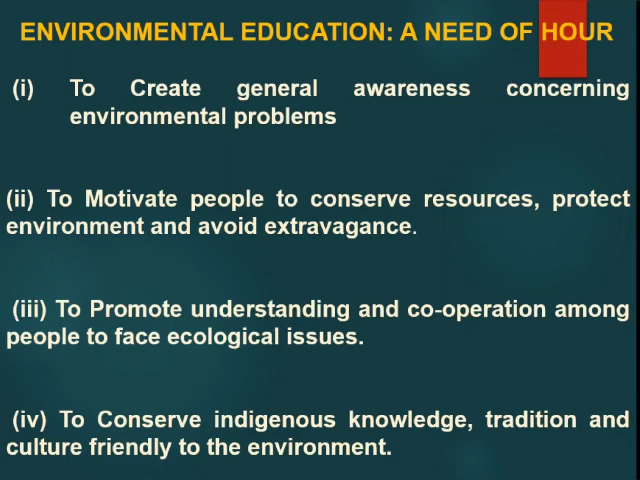 ENVIRONMENTAL EDUCATION: A NEED OF HOUR
(i) To Create general awareness concerning
environmental problems
(ii) To Motivate people to conserve resources, protect
environment and avoid extravagance.
(iii) To Promote understanding and co-operation among
people to face ecological issues.
(iv) To Conserve indigenous knowledge, tradition and
culture friendly to the environment.